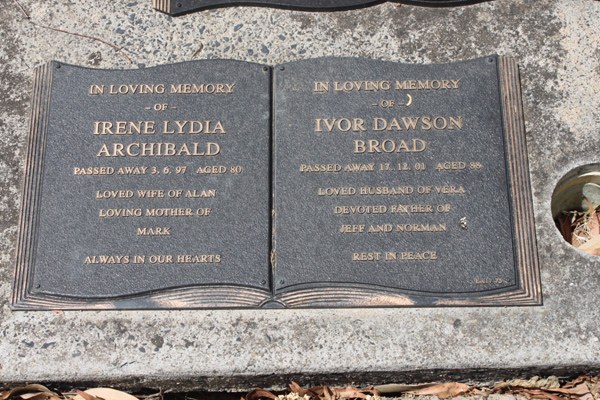 IN LOVING MEMORY
- OF -
IRENE LYDIA
ARCHIBALD
PASSED AWAY 3. 6. 97 AGED 80
LOVED WIFE OF ALAN
LOVING MOTHER OF
MARK
ALWAYS IN OUR HEARTS
IN LOVING MEMORY
- OF -
IVOR DAWSON
BROAD
PASSED AWAY 17. 12. 01 AGED 88
LOVED HUSBAND OF VERA
DEVOTED FATHER OF
JEFF AND NORMAN
REST IN PEACE